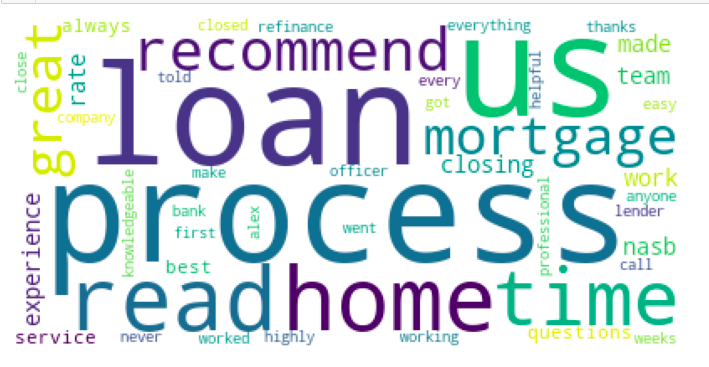 always closed refinance everything thanks
close great rate recommend us made
told every helpful team
company loan got easy
mortgage
closing
process make officer work
knowledgeable professional anyone
experience bank alex lender
first went nasb
best call
read home time
service never worked highly working questions weeks